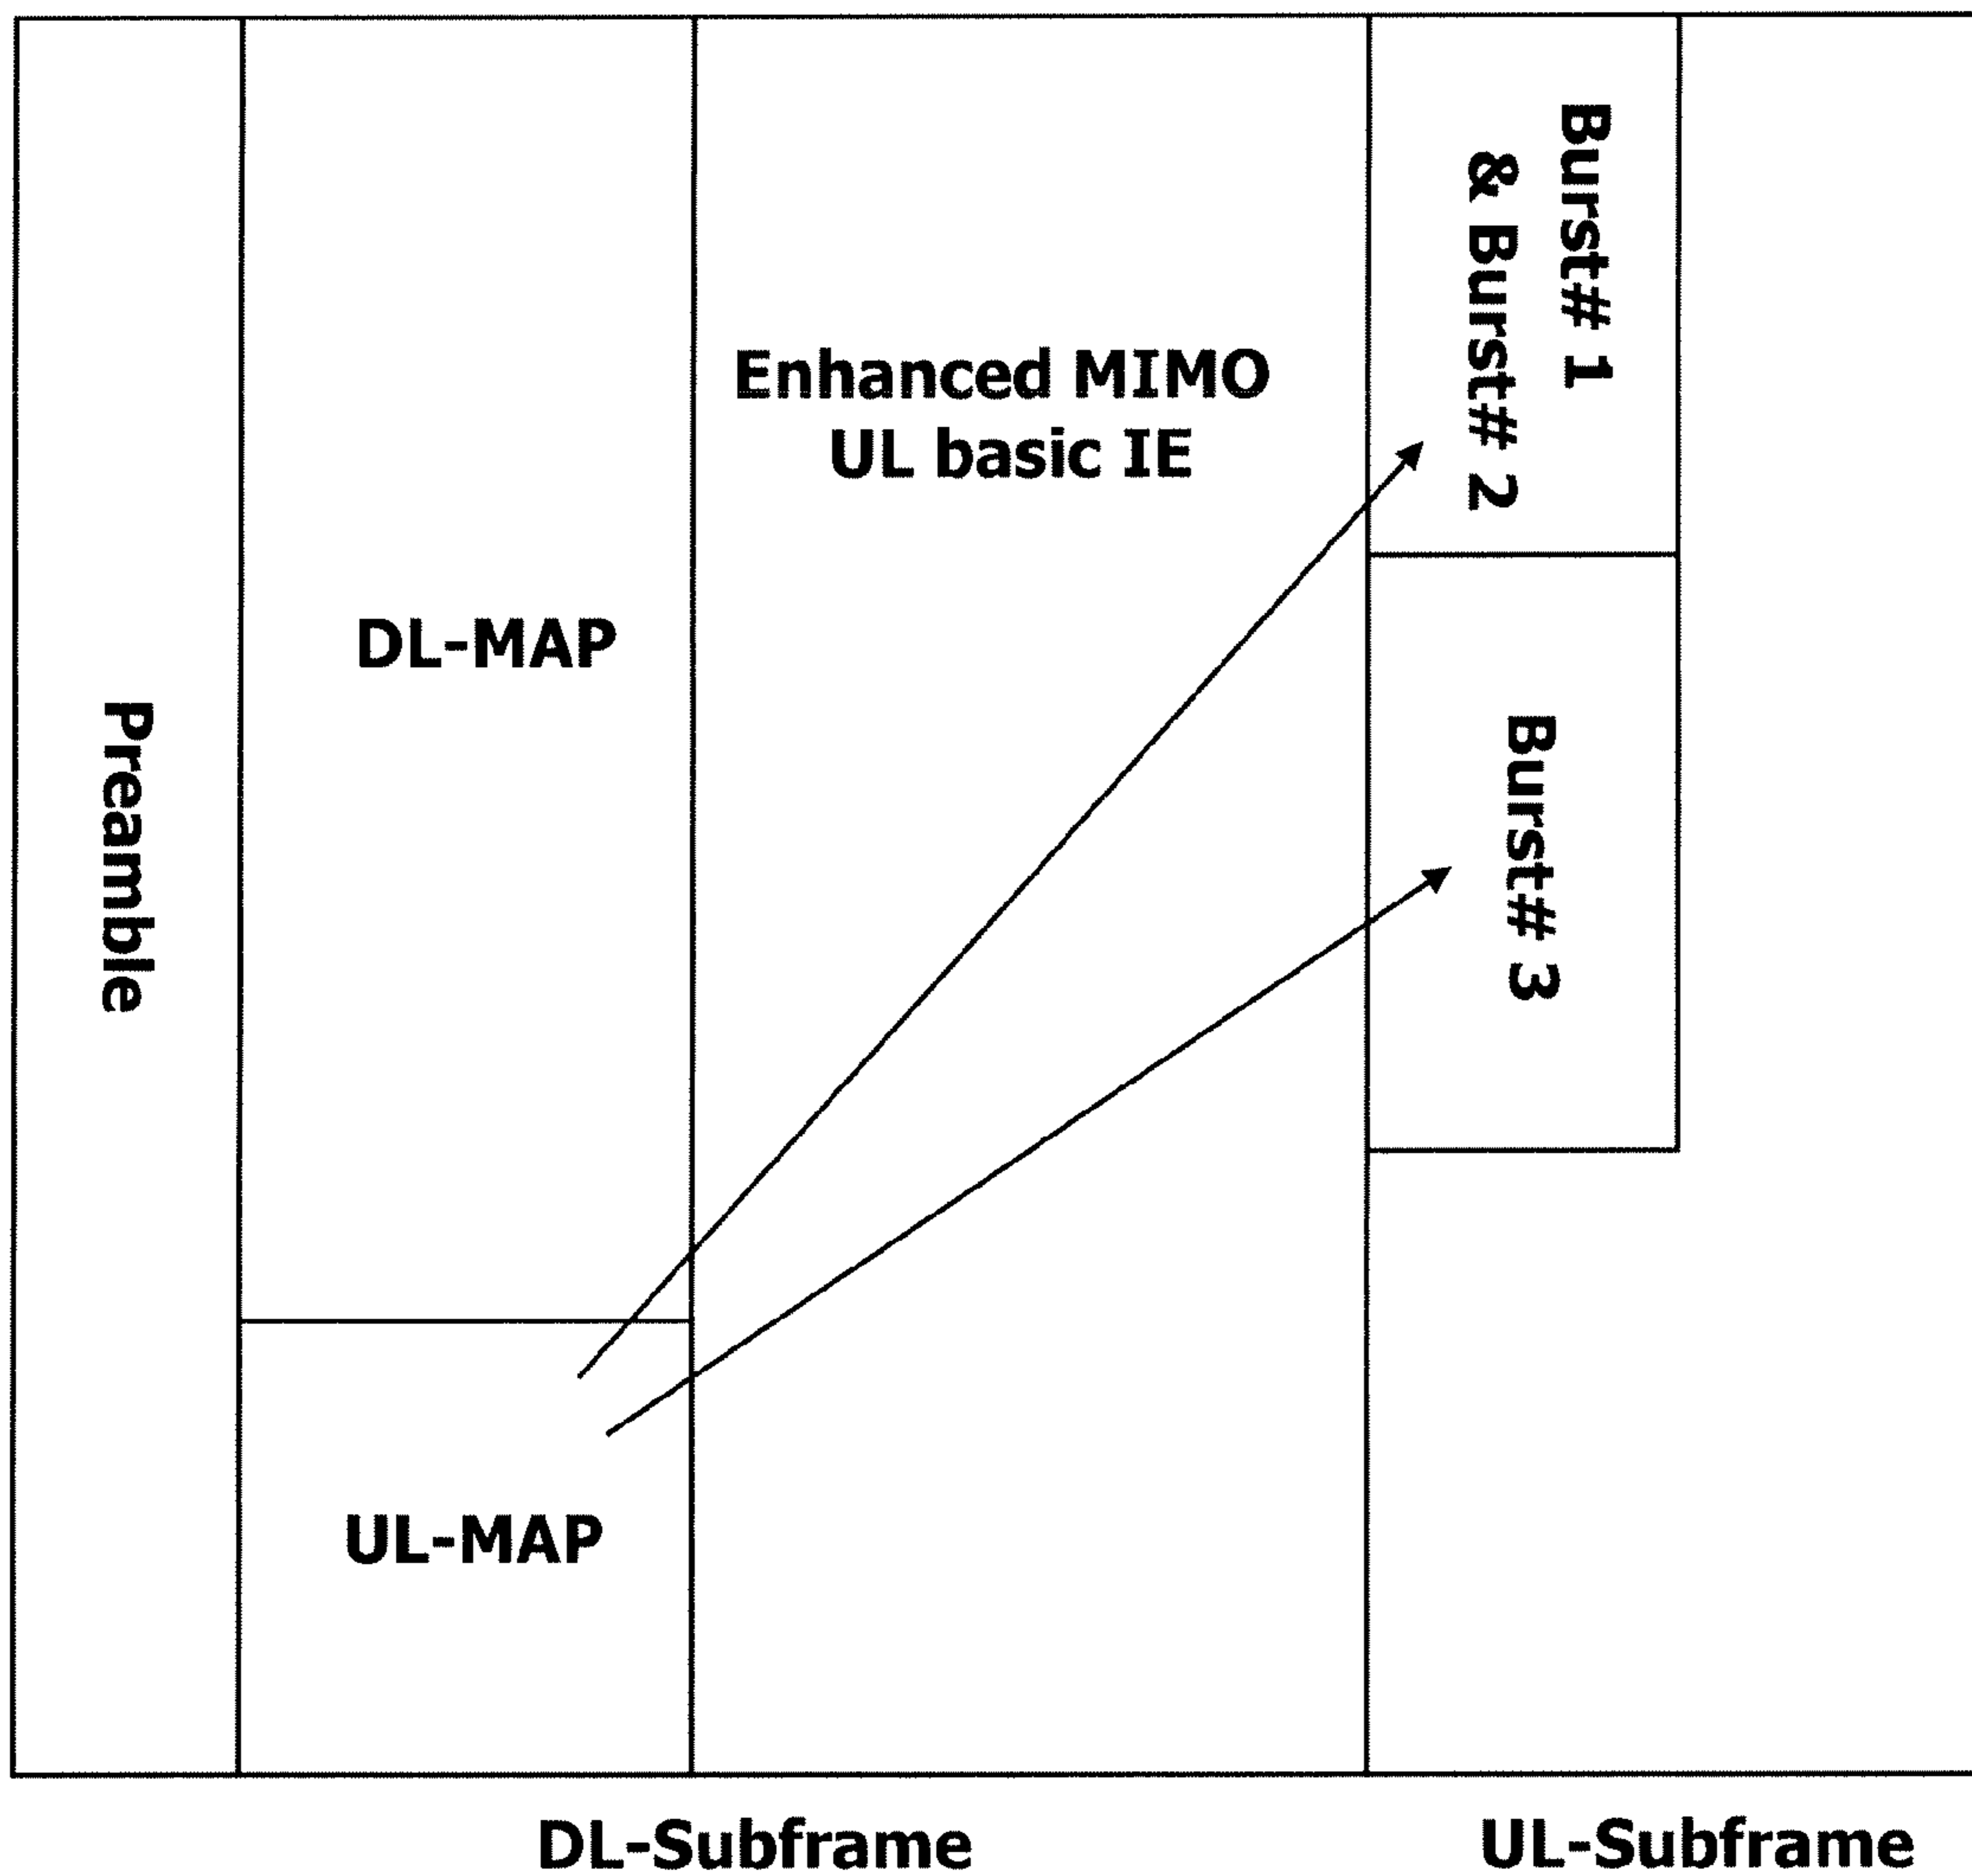 Preamble
DL-MAP
UL-MAP
Enhanced MIMO
UL basic IE
Burst# 1
& Burst# 2
Burst# 3
DL-Subframe
UL-Subframe